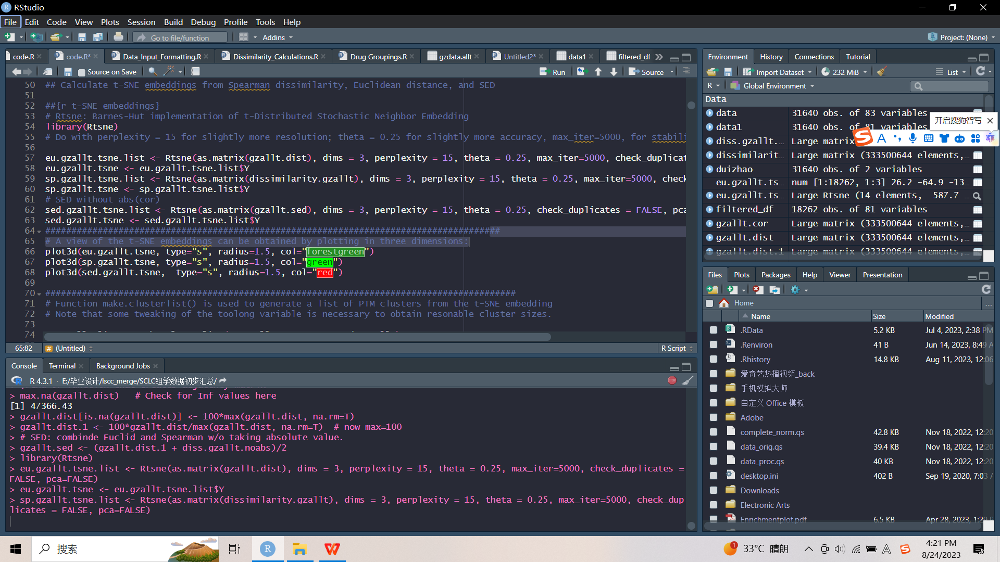 RStudio
File Edit Code View Plots Session Build Debug Profile Tools Help
Go to file/function
Addins
Project: (None)
code.R
code.R*
Data_Input_Formatting.R
Dissimilarity_Calculations.R
Drug Groupings.R
gzdata.allt
Untitled2*
data1
filtered_df
Source on Save
Run
Source
50 ## Calculate t-SNE embeddings from Spearman dissimilarity, Euclidean distance, and SED
51
52 ##{r t-SNE embeddings}
53 # Rtsne: Barnes-Hut implementation of t-Distributed Stochastic Neighbor Embedding
54 library(Rtsne)
55 # Do with perplexity = 15 for slightly more resolution; theta = 0.25 for slightly more accuracy, max_iter=5000, for stabili
56
57 eu.gzallt.tsne.list <- Rtsne(as.matrix(gzallt.dist), dims = 3, perplexity = 15, theta = 0.25, max_iter=5000, check_duplicat
58 eu.gzallt.tsne <- eu.gzallt.tsne.list$Y
59 sp.gzallt.tsne.list <- Rtsne(as.matrix(dissimilarity.gzallt), dims = 3, perplexity = 15, theta = 0.25, max_iter=5000, chec
60 sp.gzallt.tsne <- sp.gzallt.tsne.list$Y
61 # SED without abs(cor)
62 sed.gzallt.tsne.list <- Rtsne(as.matrix(gzallt.sed), dims = 3, perplexity = 15, theta = 0.25, check_duplicates = FALSE, pca
63 sed.gzallt.tsne <- sed.gzallt.tsne.list$Y
64 #######################################################################################
65 # A view of the t-SNE embeddings can be obtained by plotting in three dimensions:
66 plot3d(eu.gzallt.tsne, type="s", radius=1.5, col="forestgreen")
67 plot3d(sp.gzallt.tsne, type="s", radius=1.5, col="green")
68 plot3d(sed.gzallt.tsne,  type="s", radius=1.5, col="red")
69
70 ##########################################################################################
71 # Function make.clusterlist() is used to generate a list of PTM clusters from the t-SNE embedding
72 # Note that some tweaking of the toolong variable is necessary to obtain resonable cluster sizes.
73
74
65:82
(Untitled)
R Script
Console Terminal Background Jobs
R 4.3.1 · E:/毕业设计/lscc_merge/SCLC组学数据初步汇总/
> max.na(gzallt.dist)   # Check for Inf values here
[1] 47366.43
> gzallt.dist[is.na(gzallt.dist)] <- 100*max(gzallt.dist, na.rm=T)
> gzallt.dist.1 <- 100*gzallt.dist/max(gzallt.dist, na.rm=T)  # now max=100
> # SED: combinde Euclid and Spearman w/o taking absolute value.
> gzallt.sed <- (gzallt.dist.1 + diss.gzallt.noabs)/2
> library(Rtsne)
> eu.gzallt.tsne.list <- Rtsne(as.matrix(gzallt.dist), dims = 3, perplexity = 15, theta = 0.25, max_iter=5000, check_duplicates =
FALSE, pca=FALSE)
> eu.gzallt.tsne <- eu.gzallt.tsne.list$Y
> sp.gzallt.tsne.list <- Rtsne(as.matrix(dissimilarity.gzallt), dims = 3, perplexity = 15, theta = 0.25, max_iter=5000, check_dup
licates = FALSE, pca=FALSE)
Environment History Connections Tutorial
Import Dataset
232 MiB
List
R
Global Environment
Data
data 31640 obs. of 83 variables
data1 31640 obs. of 81 variables
diss.gzallt.… Large matrix
dissimilarit… Large matrix (333500644 elements,…
duizhao 31640 obs. of 2 variables
eu.gzallt.ts… num [1:18262, 1:3] 26.2 -64.9 -13…
eu.gzallt.ts… Large Rtsne (14 elements,  587.7 …
filtered_df 18262 obs. of 81 variables
gzallt.cor Large matrix (333500644 elements,…
gzallt.dist Large matrix (333500644 elements,…
gzallt.dist.1 Large matrix (333500644 elements,…
开启搜狗智写
Files Plots Packages Help Viewer Presentation
Home
...
Name Size Modified
.RData 5.2 KB Jul 4, 2023, 2:38 PM
.Renviron 41 B Jun 14, 2023, 8:49 A
.Rhistory 14.8 KB Aug 11, 2023, 12:06
爱奇艺热播视频_back
手机模拟大师
自定义 Office 模板
Adobe
complete_norm.qs 42.8 KB Nov 18, 2022, 12:20
data_orig.qs 39.4 KB Nov 18, 2022, 12:20
data_proc.qs 40 KB Nov 18, 2022, 12:20
desktop.ini 402 B Sep 19, 2020, 7:03 A
Downloads
Electronic Arts
Enrichmentplot.pdf 6.5 KB Apr 28, 2023, 1:29 P
搜索
1
33°C 晴朗
4:21 PM
8/24/2023